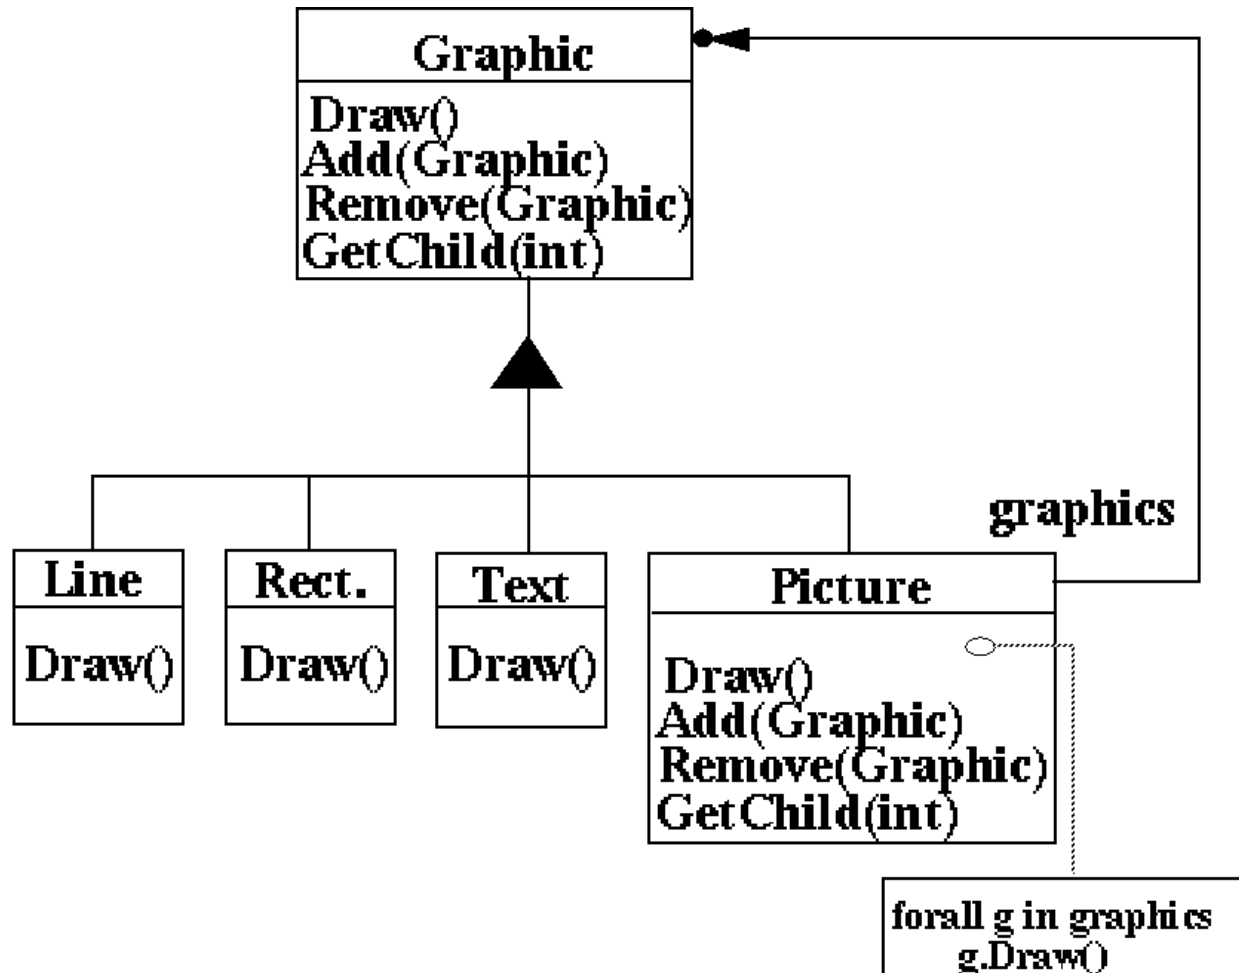 Graphic
Draw()
Add(Graphic)
Remove(Graphic)
GetChild(int)
graphics
Line
Draw()
Rect.
Draw()
Text
Draw()
Picture
Draw()
Add(Graphic)
Remove(Graphic)
GetChild(int)
forall g in graphics
g.Draw()